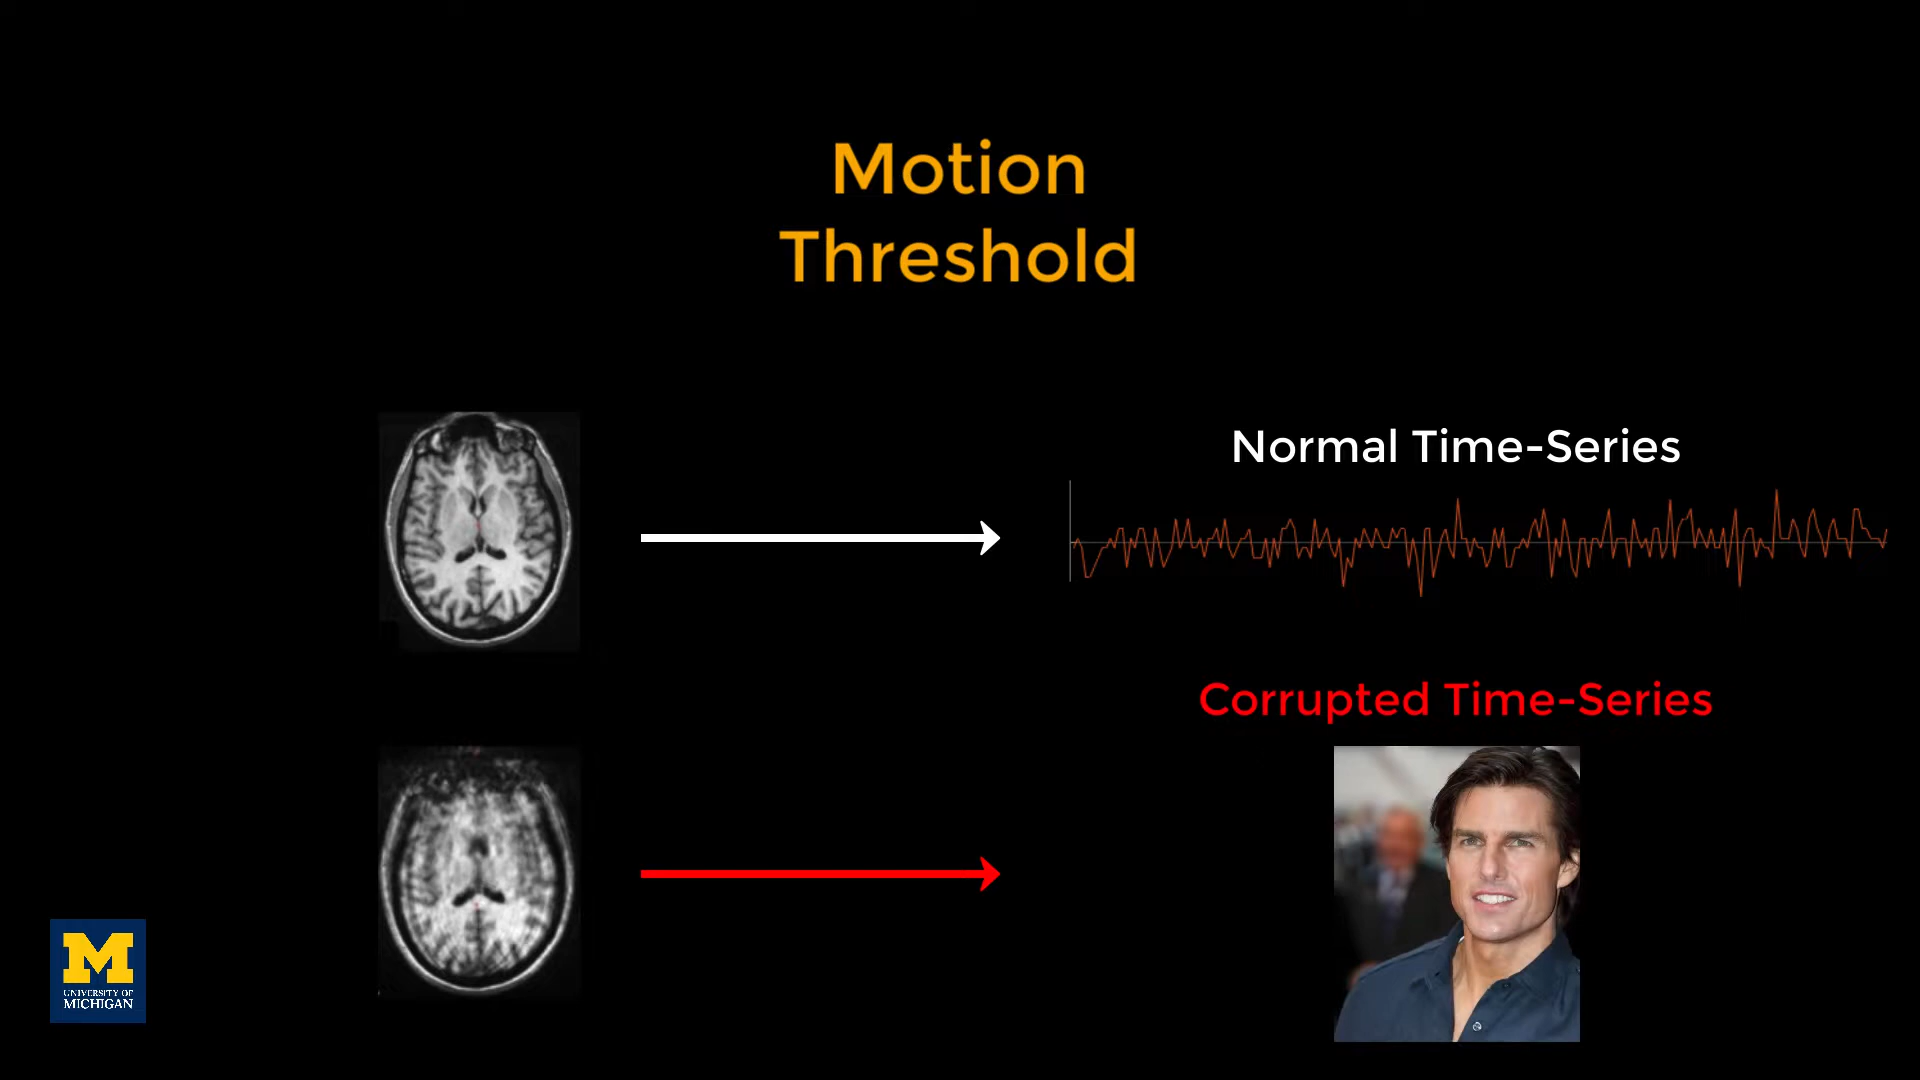 Motion
Threshold
Normal Time-Series
Corrupted Time-Series
M
UNIVERSITY OF
MICHIGAN